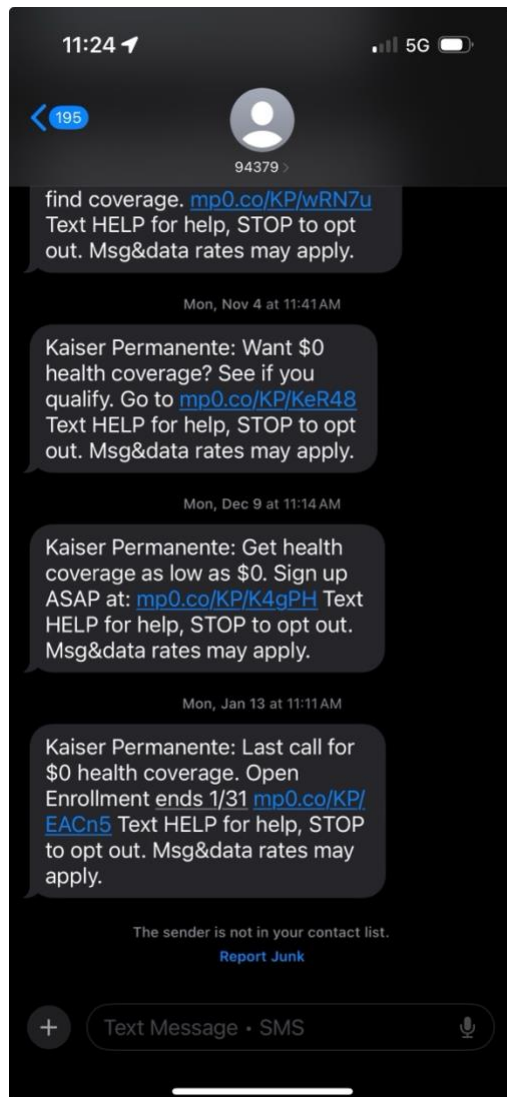 11:24
5G
195
94379
find coverage. mp0.co/KP/wRN7u
Text HELP for help, STOP to opt
out. Msg&data rates may apply.
Mon, Nov 4 at 11:41 AM
Kaiser Permanente: Want $0
health coverage? See if you
qualify. Go to mp0.co/KP/KeR48
Text HELP for help, STOP to opt
out. Msg&data rates may apply.
Mon, Dec 9 at 11:14 AM
Kaiser Permanente: Get health
coverage as low as $0. Sign up
ASAP at: mp0.co/KP/K4gPH Text
HELP for help, STOP to opt out.
Msg&data rates may apply.
Mon, Jan 13 at 11:11 AM
Kaiser Permanente: Last call for
$0 health coverage. Open
Enrollment ends 1/31 mp0.co/KP/
EACn5 Text HELP for help, STOP
to opt out. Msg&data rates may
apply.
The sender is not in your contact list.
Report Junk
Text Message • SMS